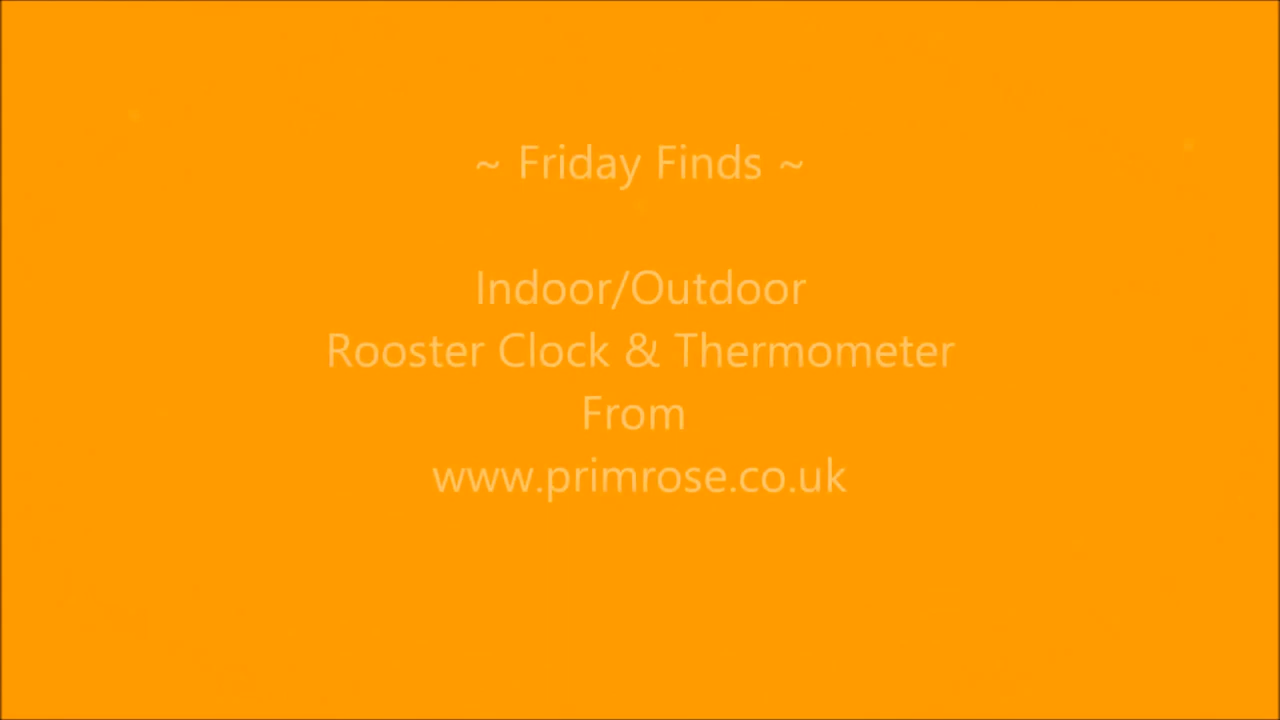 ~ Friday Finds ~
Indoor/Outdoor
Rooster Clock & Thermometer
From
www.primrose.co.uk